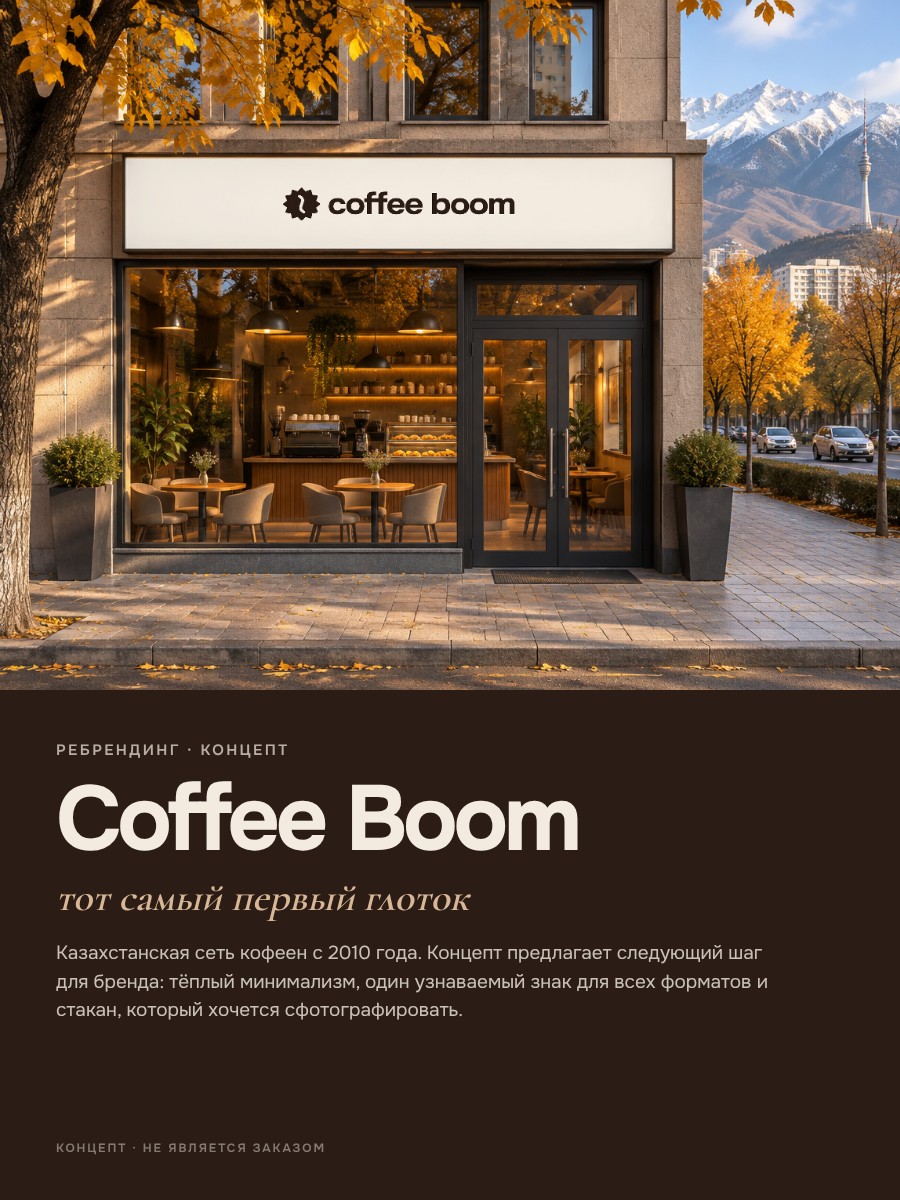 coffee boom
РЕБРЕНДИНГ · КОНЦЕПТ
Coffee Boom
тот самый первый глоток
Казахстанская сеть кофеен с 2010 года. Концепт предлагает следующий шаг
для бренда: тёплый минимализм, один узнаваемый знак для всех форматов и
стакан, который хочется сфотографировать.
КОНЦЕПТ · НЕ ЯВЛЯЕТСЯ ЗАКАЗОМ